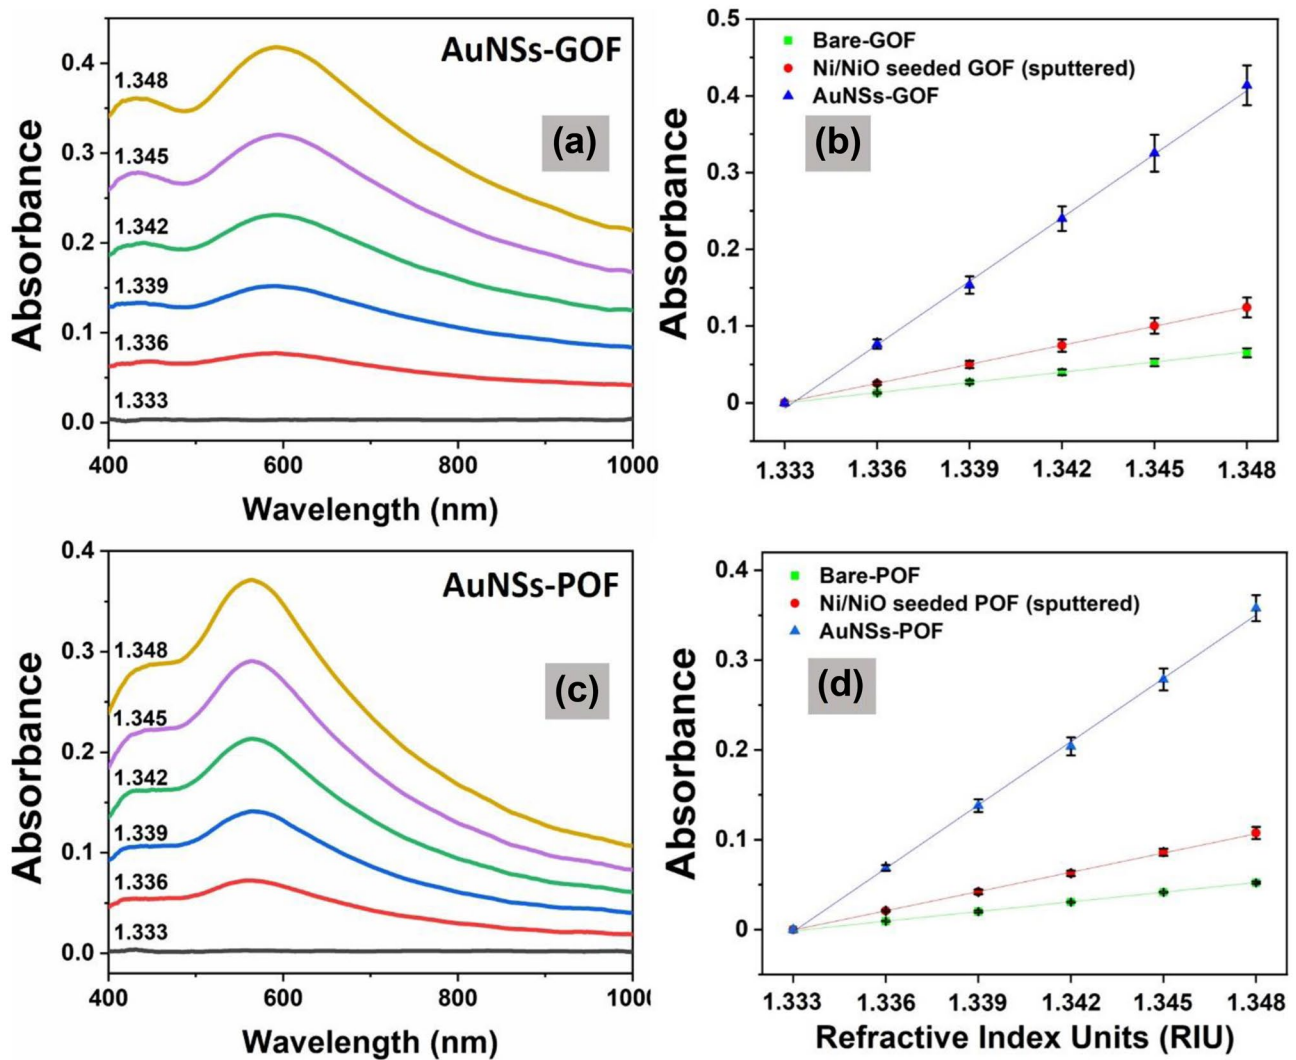 AuNSs-GOF
(a)
1.348
1.345
1.342
1.339
1.336
1.333
0.4
0.3
0.2
0.1
0.0
Absorbance
400
600
800
1000
Wavelength (nm)
Bare-GOF
Ni/NiO seeded GOF (sputtered)
AuNSs-GOF
(b)
0.5
0.4
0.3
0.2
0.1
0
Absorbance
1.333
1.336
1.339
1.342
1.345
1.348
AuNSs-POF
(c)
1.348
1.345
1.342
1.339
1.336
1.333
0.4
0.3
0.2
0.1
0.0
Absorbance
400
600
800
1000
Wavelength (nm)
Bare-POF
Ni/NiO seeded POF (sputtered)
AuNSs-POF
(d)
0.4
0.3
0.2
0.1
0
Absorbance
1.333
1.336
1.339
1.342
1.345
1.348
Refractive Index Units (RIU)